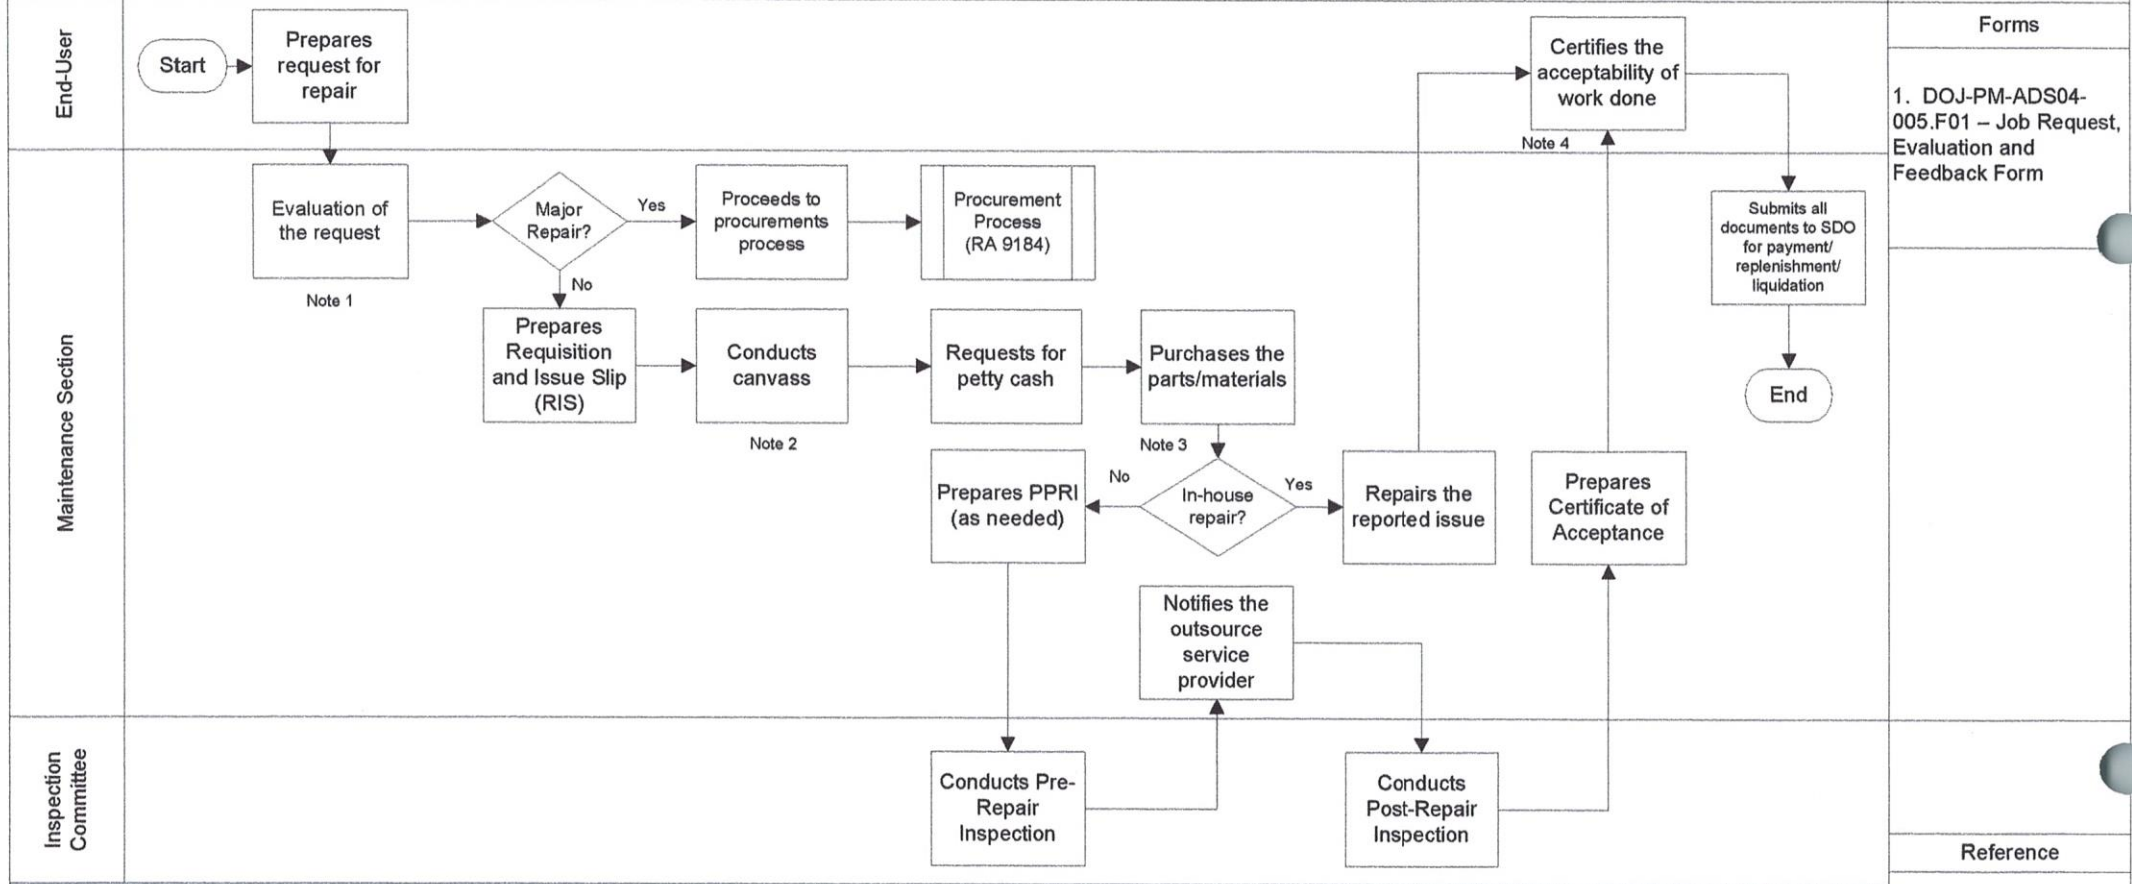 End-User
Start
Prepares
request for
repair
Certifies the
acceptability of
work done
Note 4
Forms
1. DOJ-PM-ADS04-
005.F01 – Job Request,
Evaluation and
Feedback Form
Maintenance Section
Evaluation of
the request
Note 1
Major
Repair?
Yes
No
Proceeds to
procurements
process
Procurement
Process
(RA 9184)
Submits all
documents to SDO
for payment/
replenishment/
liquidation
End
Prepares
Requisition
and Issue Slip
(RIS)
Conducts
canvass
Note 2
Requests for
petty cash
Purchases the
parts/materials
Note 3
Prepares PPRI
(as needed)
No
In-house
repair?
Yes
Repairs the
reported issue
Prepares
Certificate of
Acceptance
Notifies the
outsource
service
provider
Inspection
Committee
Conducts Pre-
Repair
Inspection
Conducts
Post-Repair
Inspection
Reference